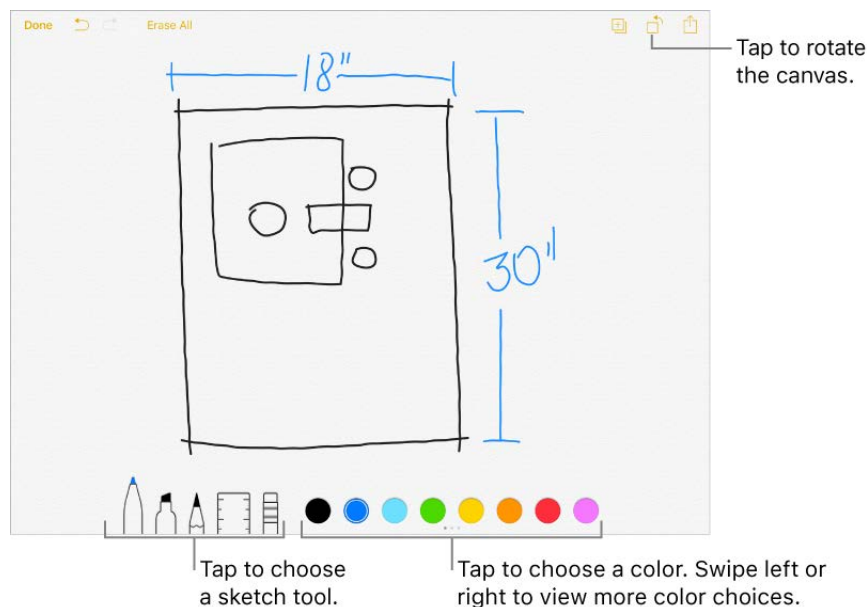 Done
Erase All
18"
Tap to rotate
the canvas.
30"
Tap to choose
a sketch tool.
Tap to choose a color. Swipe left or
right to view more color choices.